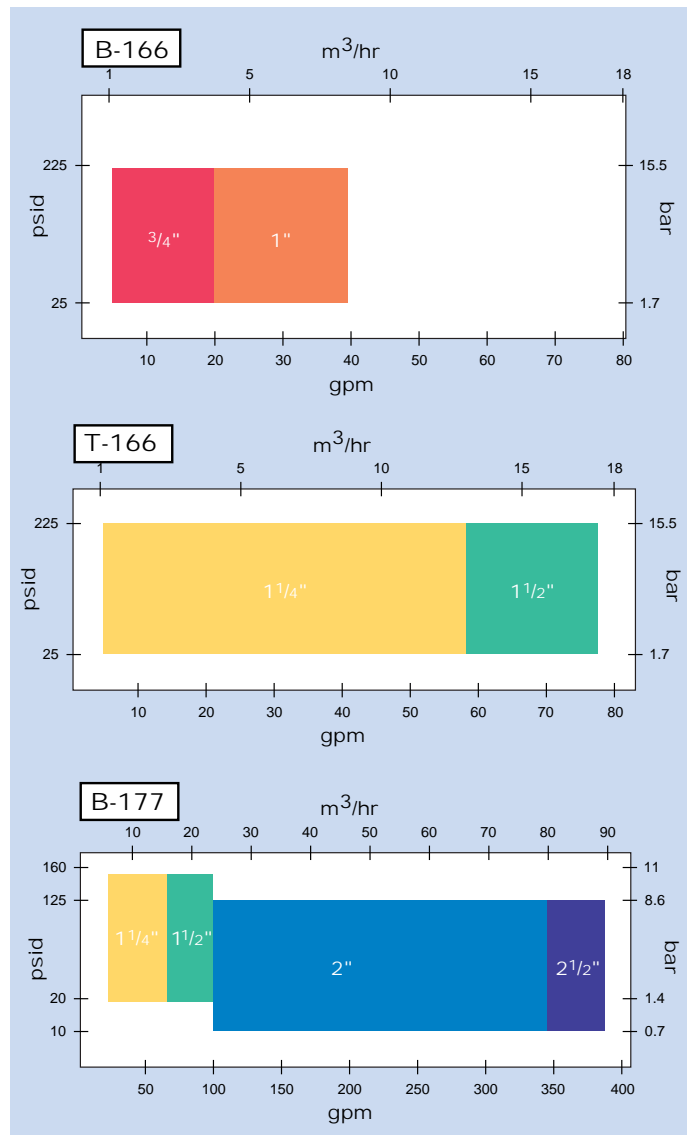 B-166
m³/hr
1 5 10 15 18
225 15.5
psid bar
³/4" 1"
25 1.7
10 20 30 40 50 60 70 80
gpm
T-166
m³/hr
1 5 10 15 18
225 15.5
psid bar
1¹/4" 1¹/2"
25 1.7
10 20 30 40 50 60 70 80
gpm
B-177
m³/hr
10 20 30 40 50 60 70 80 90
160 11
125 8.6
1¹/4" 1¹/2"
psid 2" 2¹/2" bar
20 1.4
10 0.7
50 100 150 200 250 300 350 400
gpm